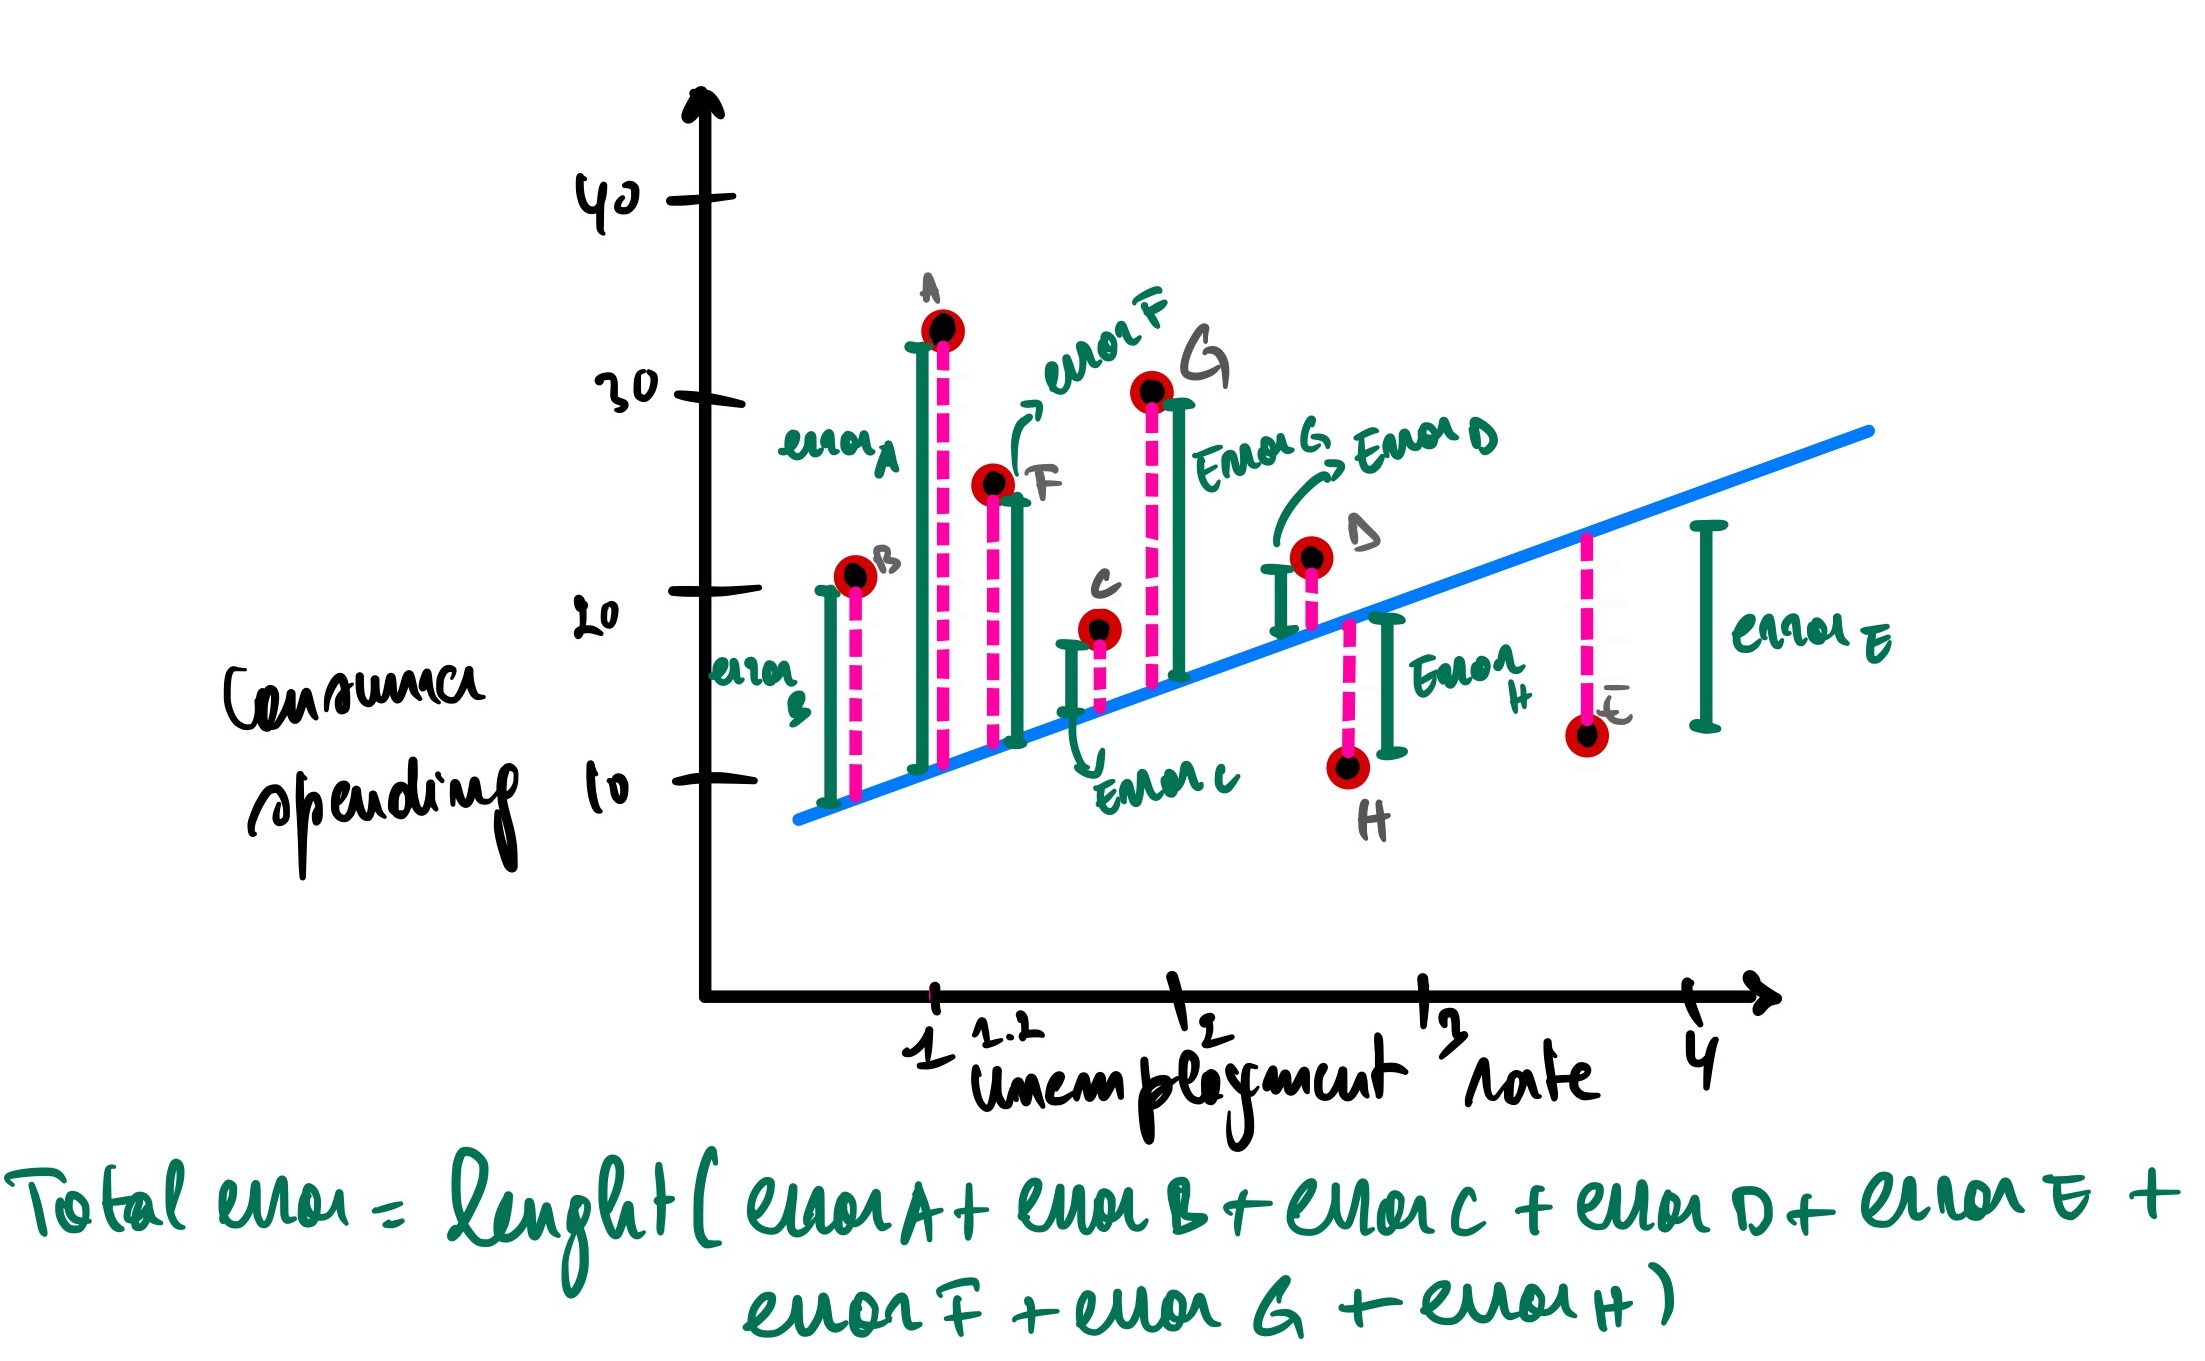 40
A
error F
30
G
error A
Error G
Error D
F
D
B
C
20
error B
Error H
error E
Consumer
spending
E
10
Error C
H
1
1.2
2
3
4
unemployment rate
Total error = lenght ( error A + error B + error C + error D + error E +
error F + error G + error H )